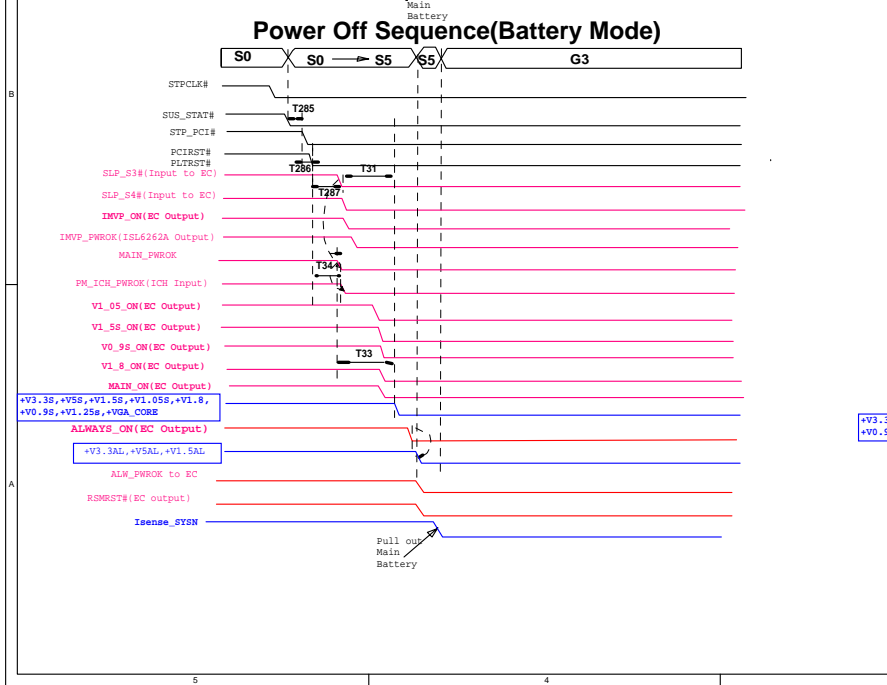 Main
Battery
Power Off Sequence(Battery Mode)
S0
S0 S5
S5
G3
B
STPCLK#
T285
SUS_STAT#
STP_PCI#
PCIRST#
PLTRST#
T286
T31
SLP_S3#(Input to EC)
T287
SLP_S4#(Input to EC)
IMVP_ON(EC Output)
IMVP_PWROK(ISL6262A Output)
MAIN_PWROK
T34
PM_ICH_PWROK(ICH Input)
V1_05_ON(EC Output)
V1_5S_ON(EC Output)
V0_9S_ON(EC Output)
T33
V1_8_ON(EC Output)
MAIN_ON(EC Output)
+V3.3S,+V5S,+V1.5S,+V1.05S,+V1.8,
+V0.9S,+V1.25s,+VGA_CORE
+V3.3
+V0.9
ALWAYS_ON(EC Output)
+V3.3AL,+V5AL,+V1.5AL
A
ALW_PWROK to EC
RSMRST#(EC output)
Isense_SYSN
Pull out
Main
Battery
5
4